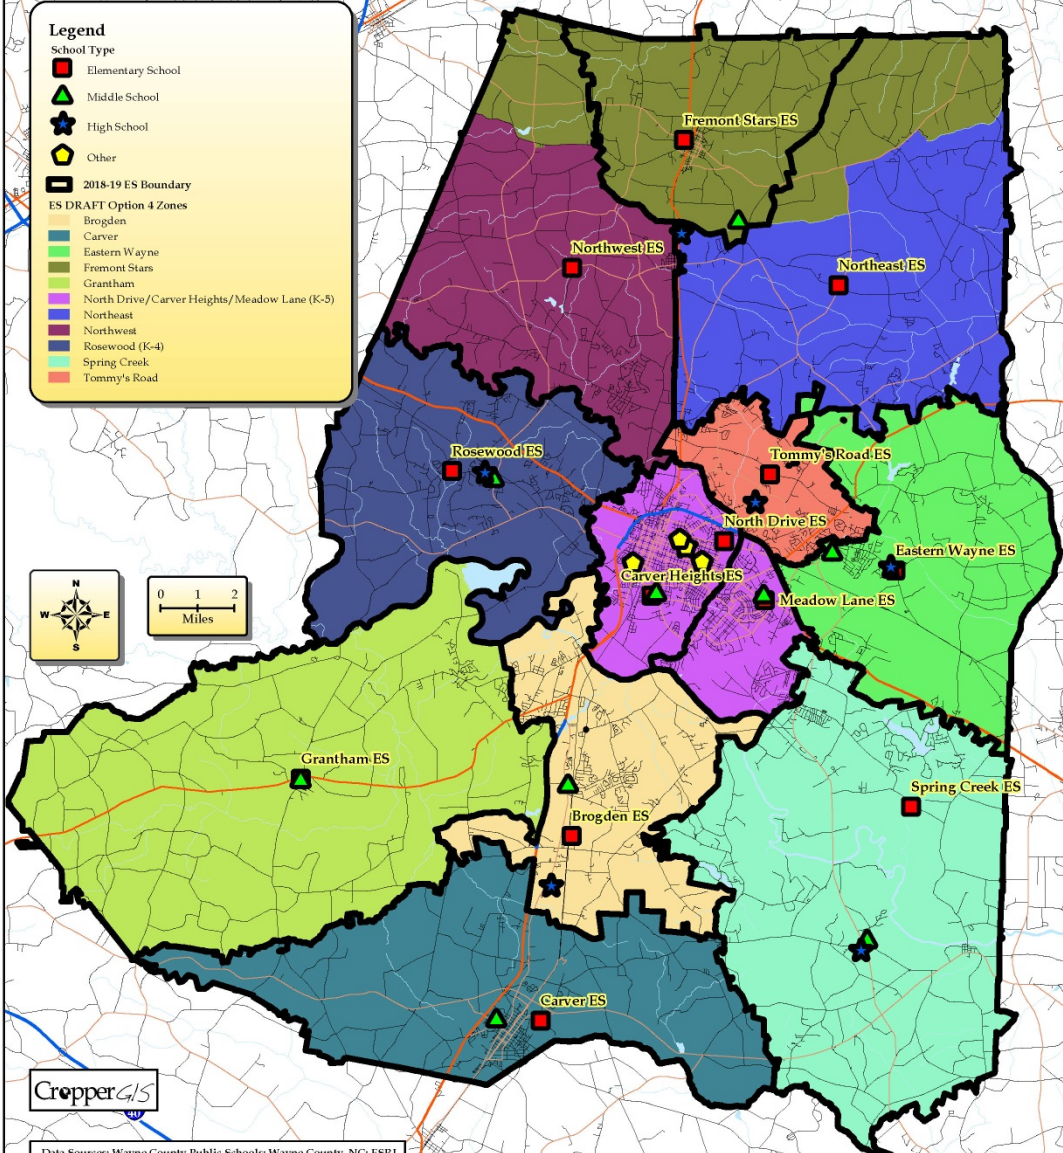 Legend
School Type
Elementary School
Middle School
High School
Other
2018-19 ES Boundary
ES DRAFT Option 4 Zones
Brogden
Carver
Eastern Wayne
Fremont Stars
Grantham
North Drive/Carver Heights/Meadow Lane (K-5)
Northeast
Northwest
Rosewood (K-4)
Spring Creek
Tommy's Road
Fremont Stars ES
Northwest ES
Northeast ES
Rosewood ES
Tommy's Road ES
North Drive ES
Eastern Wayne ES
Carver Heights ES
Meadow Lane ES
N
W E
S
0 1 2
Miles
Grantham ES
Spring Creek ES
Brogden ES
Carver ES
Cropper GIS
40
Data Sources: Wayne County Public Schools; Wayne County, NC; ESRI